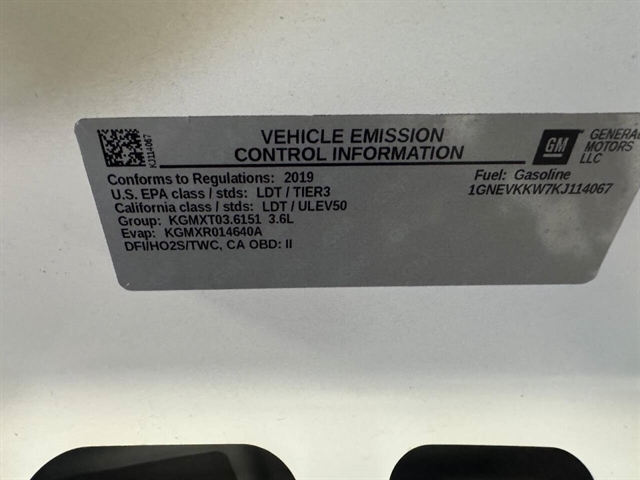 KJ114067
VEHICLE EMISSION
CONTROL INFORMATION
GM
GENERAL
MOTORS
LLC
Conforms to Regulations: 2019
U.S. EPA class / stds: LDT / TIER3
California class / stds: LDT / ULEV50
Group: KGMXT03.6151 3.6L
Evap: KGMXR014640A
DFI/HO2S/TWC, CA OBD: II
Fuel: Gasoline
1GNEVKKW7KJ114067